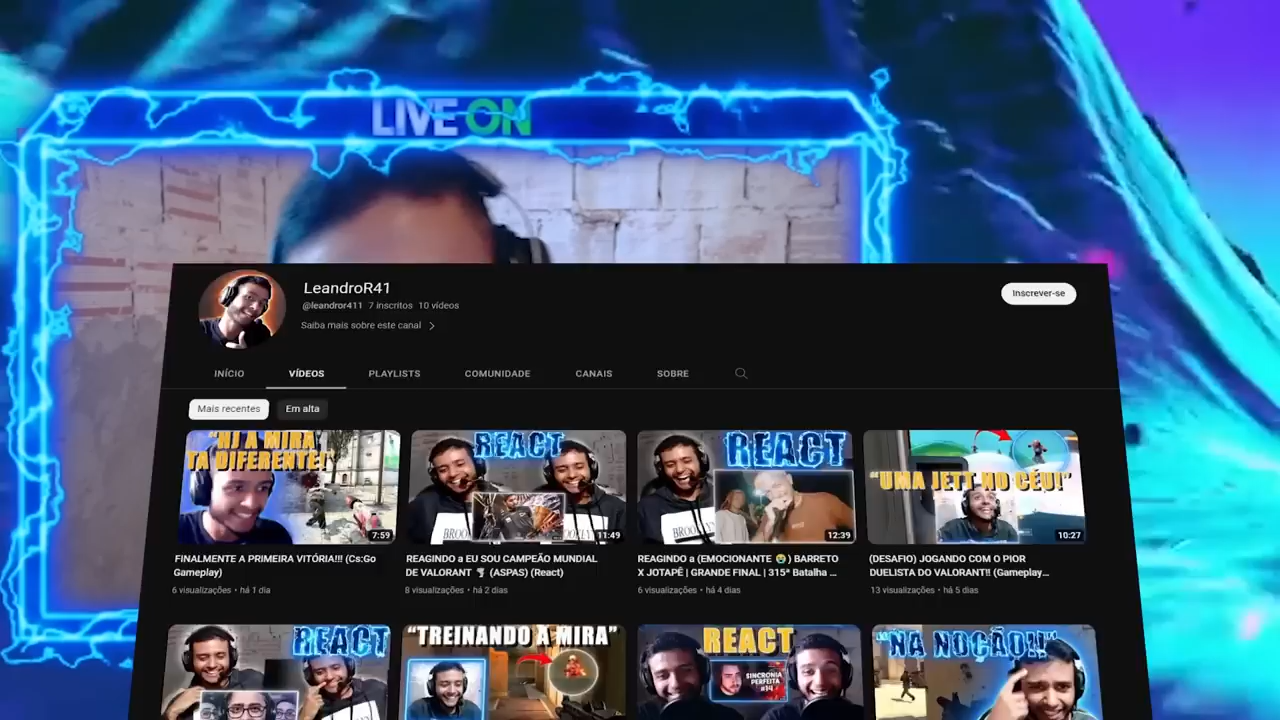 LIVE ON
LeandroR41
@leandror411 7 inscritos 10 vídeos
Saiba mais sobre este canal
Inscrever-se
INÍCIO
VÍDEOS
PLAYLISTS
COMUNIDADE
CANAIS
SOBRE
Mais recentes
Em alta
"HJ A MIRA
TA DIFERENTE!"
7:59
REACT
BROOKLYN
11:49
REACT
BROOKLYN
12:39
"UMA JETT NO CÉU!"
10:27
FINALMENTE A PRIMEIRA VITÓRIA!!! (Cs:Go
Gameplay)
6 visualizações • há 1 dia
REAGINDO a EU SOU CAMPEÃO MUNDIAL
DE VALORANT 🌪 (ASPAS) (React)
8 visualizações • há 2 dias
REAGINDO a (EMOCIONANTE 😭) BARRETO
X JOTAPÊ | GRANDE FINAL | 315ª Batalha ...
6 visualizações • há 4 dias
(DESAFIO) JOGANDO COM O PIOR
DUELISTA DO VALORANT!! (Gameplay...
13 visualizações • há 5 dias
REACT
"TREINANDO A MIRA"
REACT
SINCRONIA
PERFEITA
#14
"NA NOÇÃO!!"